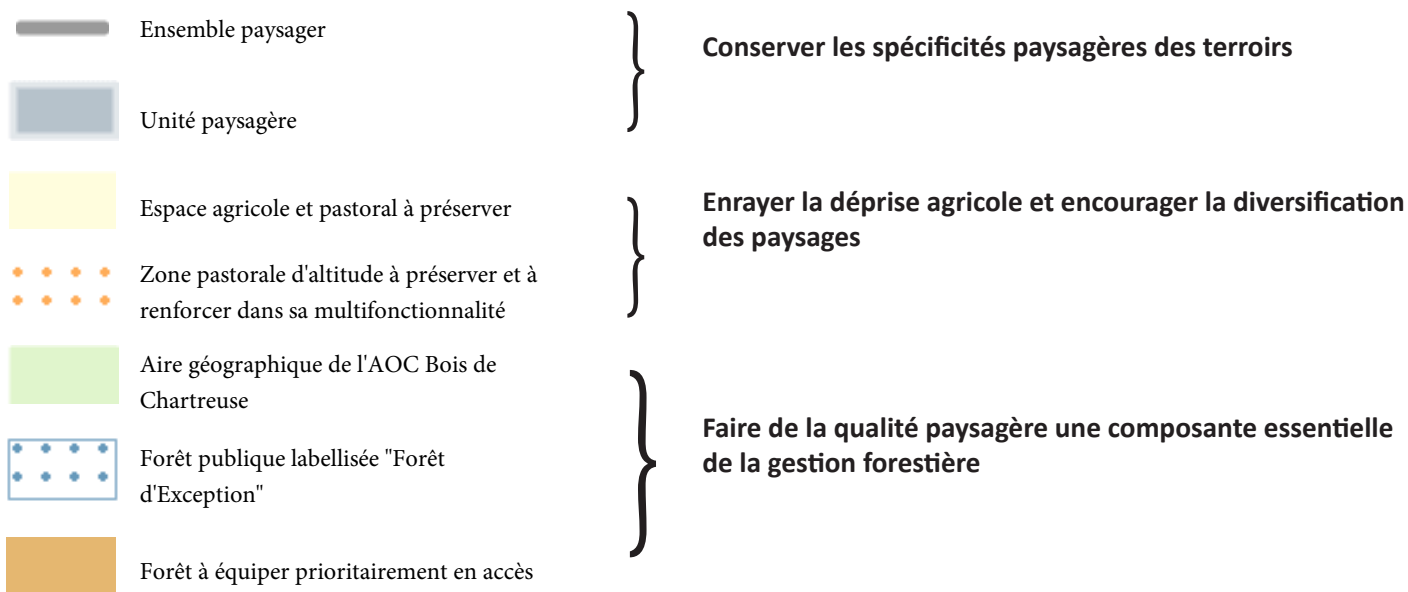 Ensemble paysager
Unité paysagère
Conserver les spécificités paysagères des terroirs
Espace agricole et pastoral à préserver
Zone pastorale d'altitude à préserver et à
renforcer dans sa multifonctionnalité
Enrayer la déprise agricole et encourager la diversification
des paysages
Aire géographique de l'AOC Bois de
Chartreuse
Forêt publique labellisée "Forêt
d'Exception"
Forêt à équiper prioritairement en accès
Faire de la qualité paysagère une composante essentielle
de la gestion forestière